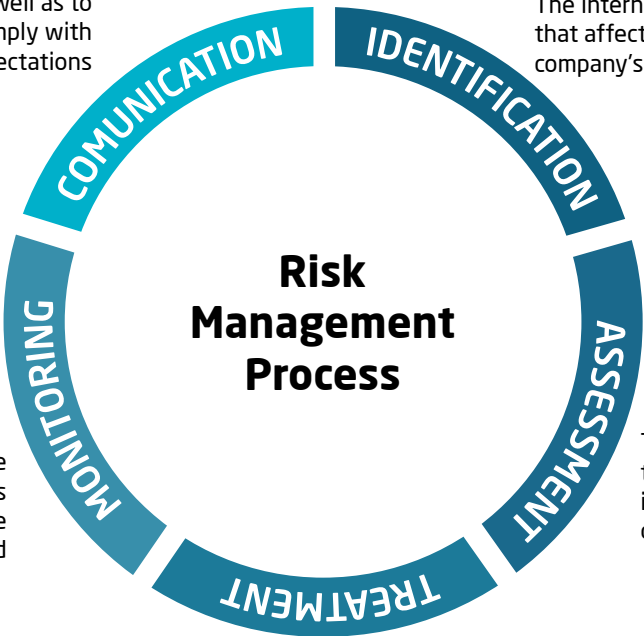 well as to
mply with
ectations
The intern
that affect
company's
COMUNICATION
IDENTIFICATION
Risk
Management
Process
MONITORING
ASSESSMENT
TREATMENT